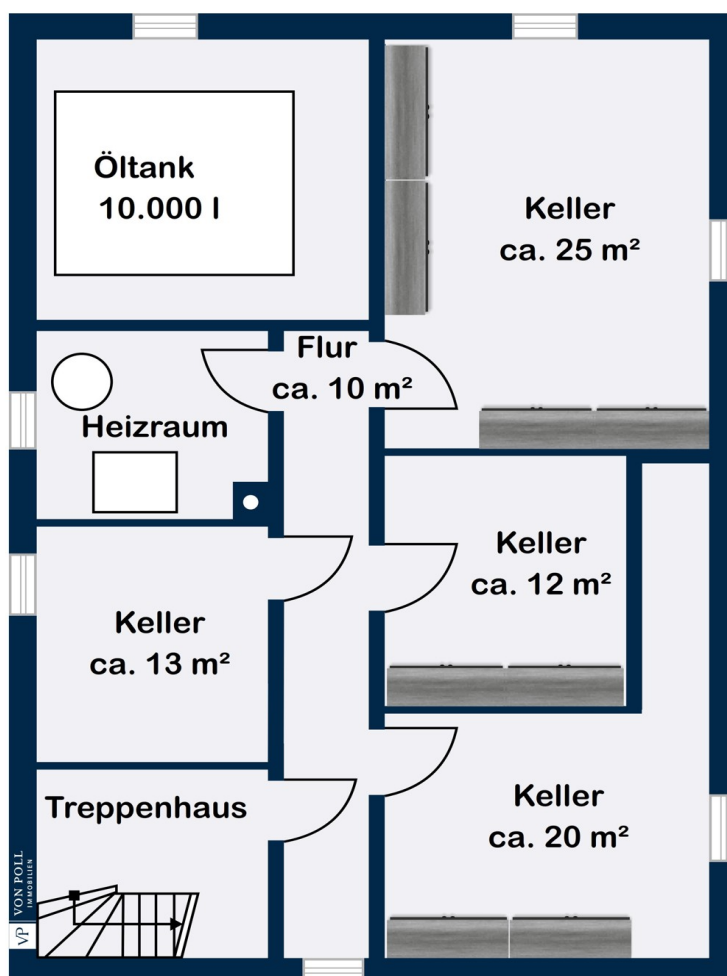 Öltank
10.000 l
Keller
ca. 25 m²
Flur
ca. 10 m²
Heizraum
Keller
ca. 12 m²
Keller
ca. 13 m²
Treppenhaus
Keller
ca. 20 m²
VP VON POLL
IMMOBILIEN